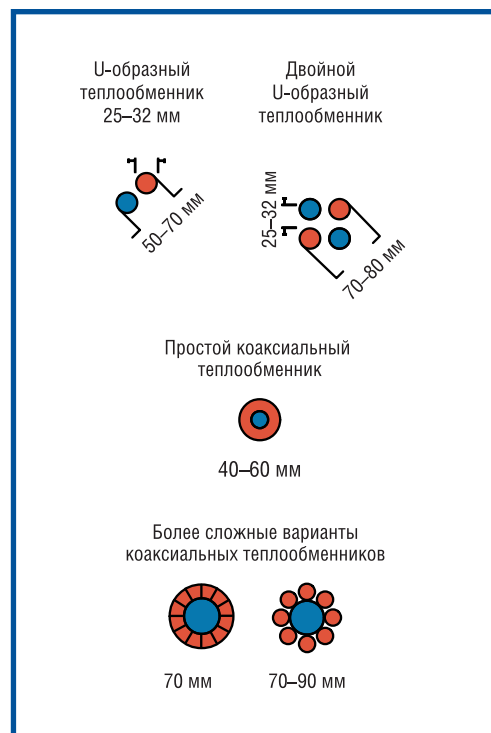 U-образный
теплообменник
25–32 мм
50–70 мм
Двойной
U-образный
теплообменник
25–32 мм
70–80 мм
Простой коаксиальный
теплообменник
40–60 мм
Более сложные варианты
коаксиальных теплообменников
70 мм
70–90 мм